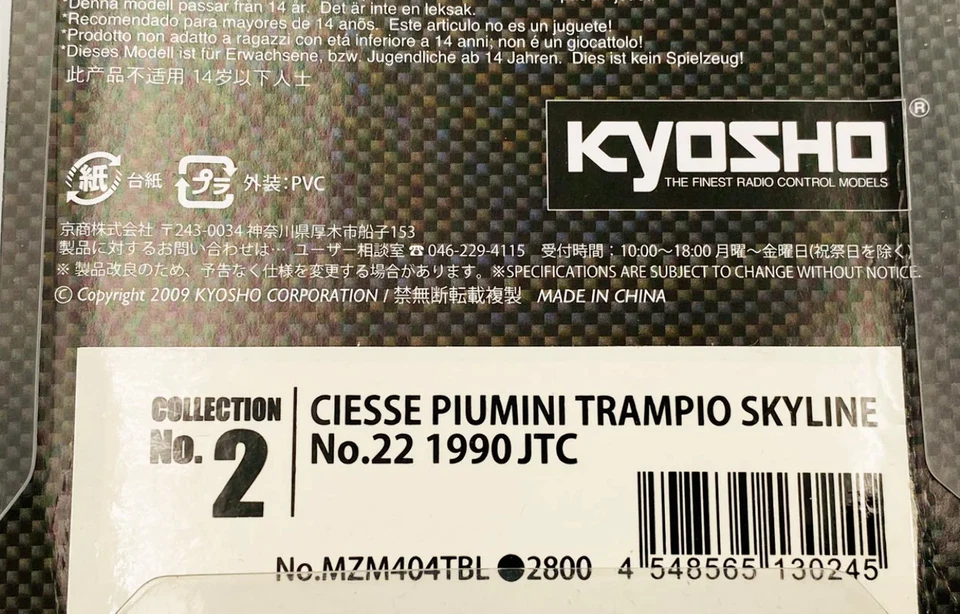 *Denna modell passar från 14 år. Det är inte en leksak.
*Recomendado para mayores de 14 anõs. Este articulo no es un juguete!
*Prodotto non adatto a ragazzi con etá inferiore a 14 anni; non é un giocattolo!
*Dieses Modell ist für Erwachsene, bzw. Jugendliche ab 14 Jahren. Dies ist kein Spielzeug!
此产品不适用 14岁以下人士
KYOSHO ®
THE FINEST RADIO CONTROL MODELS
紙 台紙 プラ 外装:PVC
京商株式会社 〒243-0034 神奈川県厚木市船子153
製品に対するお問い合わせは… ユーザー相談室 ☎ 046-229-4115 受付時間：10:00〜18:00 月曜〜金曜日(祝祭日を除く)
※ 製品改良のため、予告なく仕様を変更する場合があります。※SPECIFICATIONS ARE SUBJECT TO CHANGE WITHOUT NOTICE.
© Copyright 2009 KYOSHO CORPORATION / 禁無断転載複製 MADE IN CHINA
COLLECTION
No. 2
CIESSE PIUMINI TRAMPIO SKYLINE
No.22 1990 JTC
No.MZM404TBL ●2800 4 548565 130245